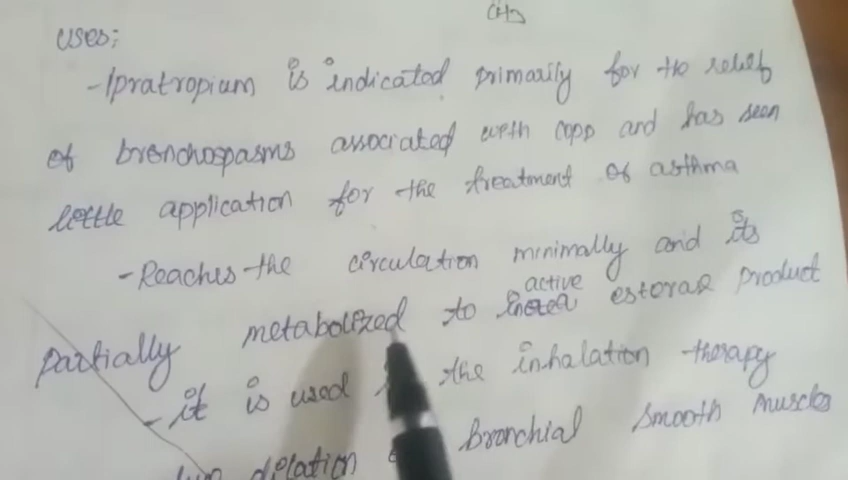 CH3
uses:
- Ipratropium is indicated primarily for the relief
of bronchospasms associated with COPD and has seen
little application for the treatment of asthma
- Reaches the circulation minimally and its
active
partially metabolized to esterase product
- it is used the inhalation therapy
dilation bronchial smooth muscles